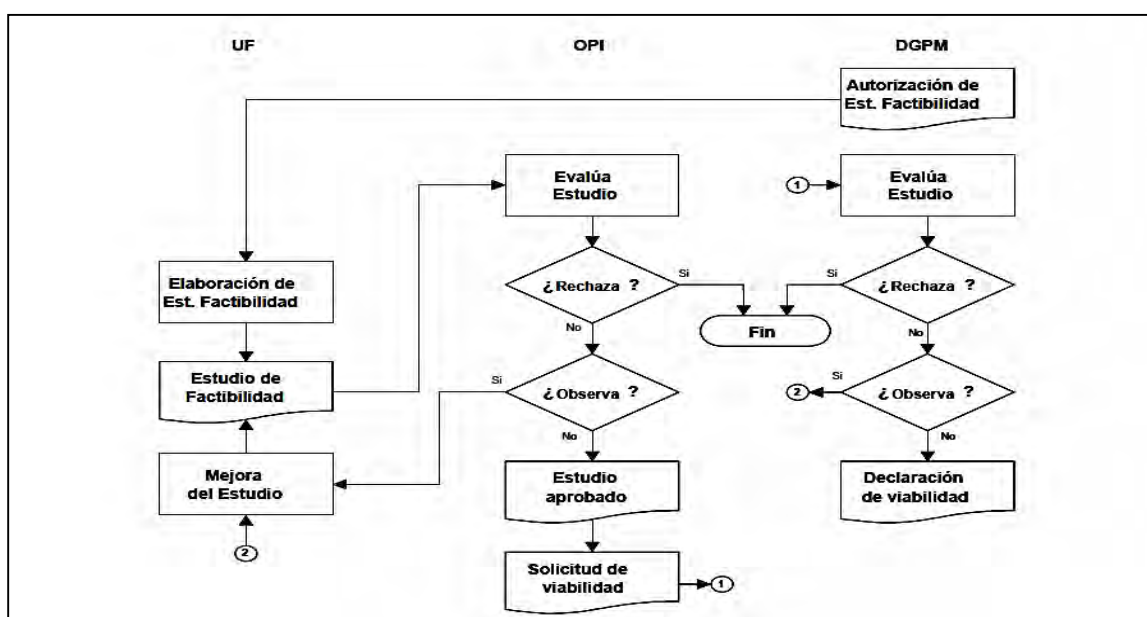 UF
OPI
DGPM
Autorización de
Est. Factibilidad
Evalúa
Estudio
1
Evalúa
Estudio
Elaboración de
Est. Factibilidad
¿Rechaza ?
Si
Si
¿Rechaza ?
Fin
No
No
Estudio de
Factibilidad
Si
¿Observa ?
Si
2
¿Observa ?
No
No
Mejora
del Estudio
Estudio
aprobado
Declaración
de viabilidad
2
Solicitud de
viabilidad
1